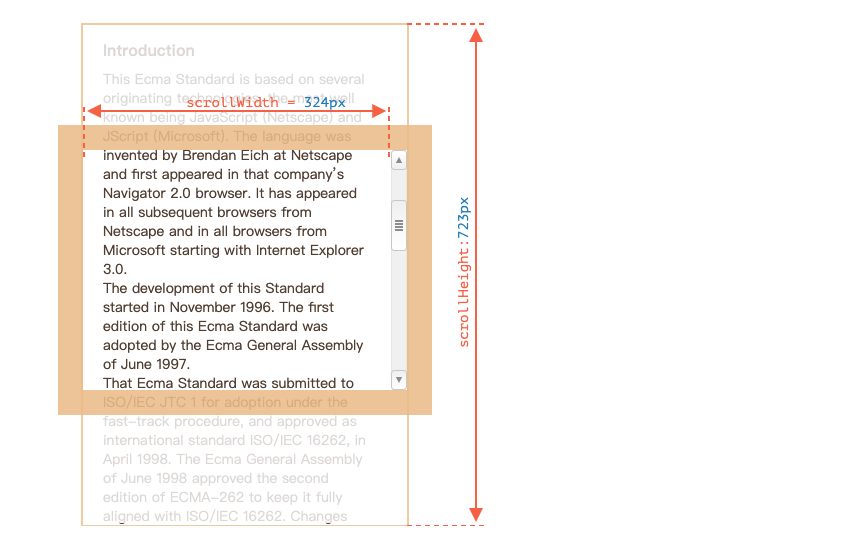 Introduction
This Ecma Standard is based on several
originating technologies, the most well
scrollWidth = 324px
known being JavaScript (Netscape) and
JScript (Microsoft). The language was
invented by Brendan Eich at Netscape
and first appeared in that company's
Navigator 2.0 browser. It has appeared
in all subsequent browsers from
Netscape and in all browsers from
Microsoft starting with Internet Explorer
3.0.
The development of this Standard
started in November 1996. The first
edition of this Ecma Standard was
adopted by the Ecma General Assembly
of June 1997.
That Ecma Standard was submitted to
ISO/IEC JTC 1 for adoption under the
fast-track procedure, and approved as
international standard ISO/IEC 16262, in
April 1998. The Ecma General Assembly
of June 1998 approved the second
edition of ECMA-262 to keep it fully
aligned with ISO/IEC 16262. Changes
scrollHeight:723px